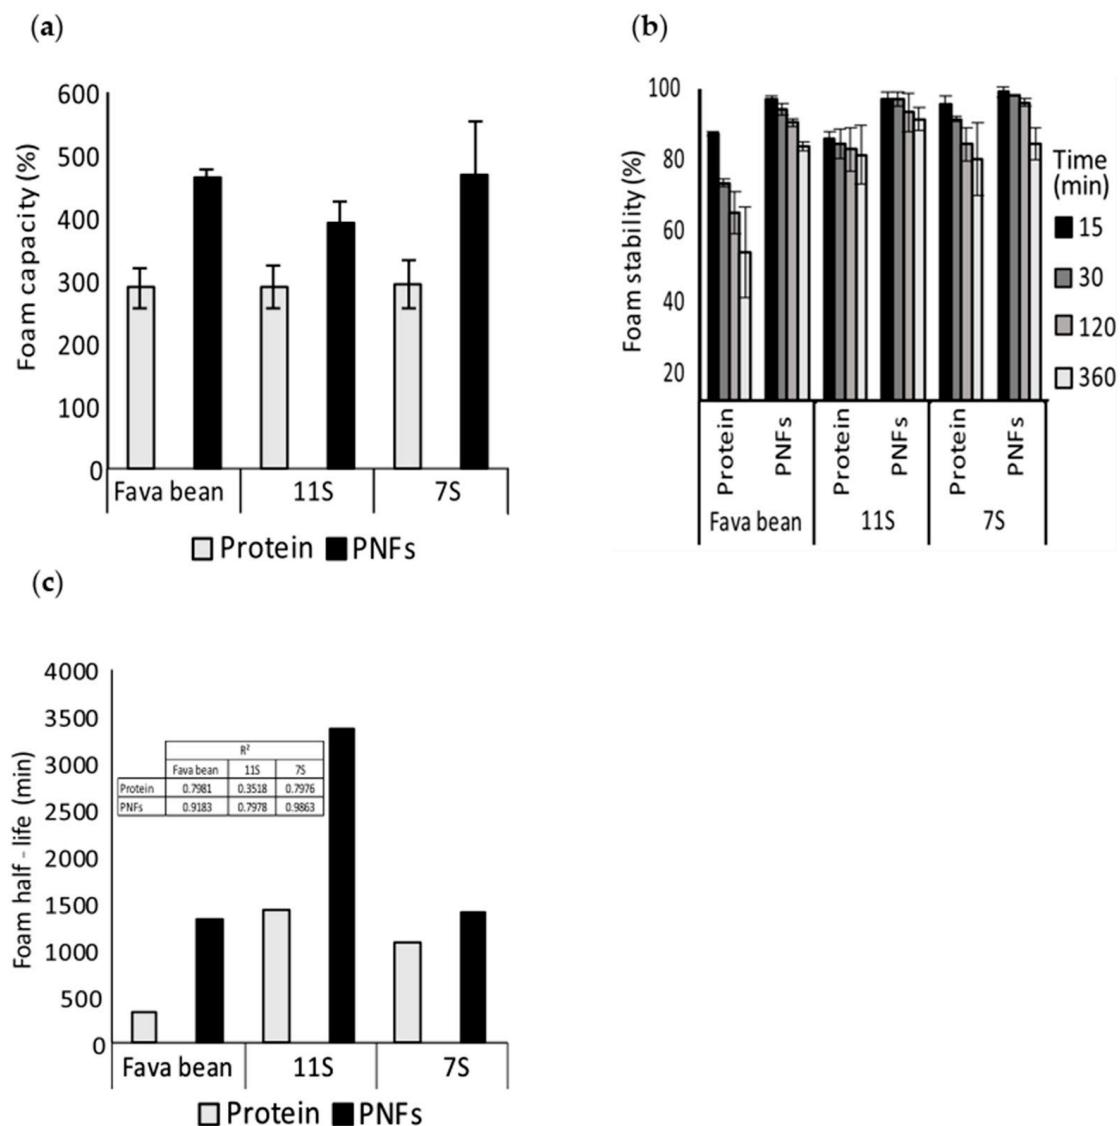 (a)
Foam capacity (%)
600
500
400
300
200
100
0
Fava bean 11S 7S
Protein PNFs
(b)
Foam stability (%)
100
80
60
40
20
Time
(min)
15
30
120
360
Protein PNFs Protein PNFs Protein PNFs
Fava bean 11S 7S
(c)
Foam half - life (min)
4000
3500
3000
2500
2000
1500
1000
500
0
R²
Fava bean 11S 7S
Protein 0.7981 0.3518 0.7976
PNFs 0.9183 0.7978 0.9863
Fava bean 11S 7S
Protein PNFs